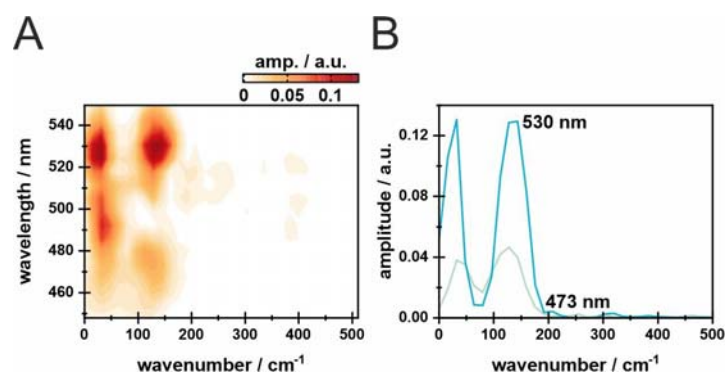 A
amp. / a.u.
0 0.05 0.1
wavelength / nm
540
520
500
480
460
0 100 200 300 400 500
wavenumber / cm⁻¹
B
amplitude / a.u.
0.12
0.08
0.04
0.00
530 nm
473 nm
0 100 200 300 400 500
wavenumber / cm⁻¹